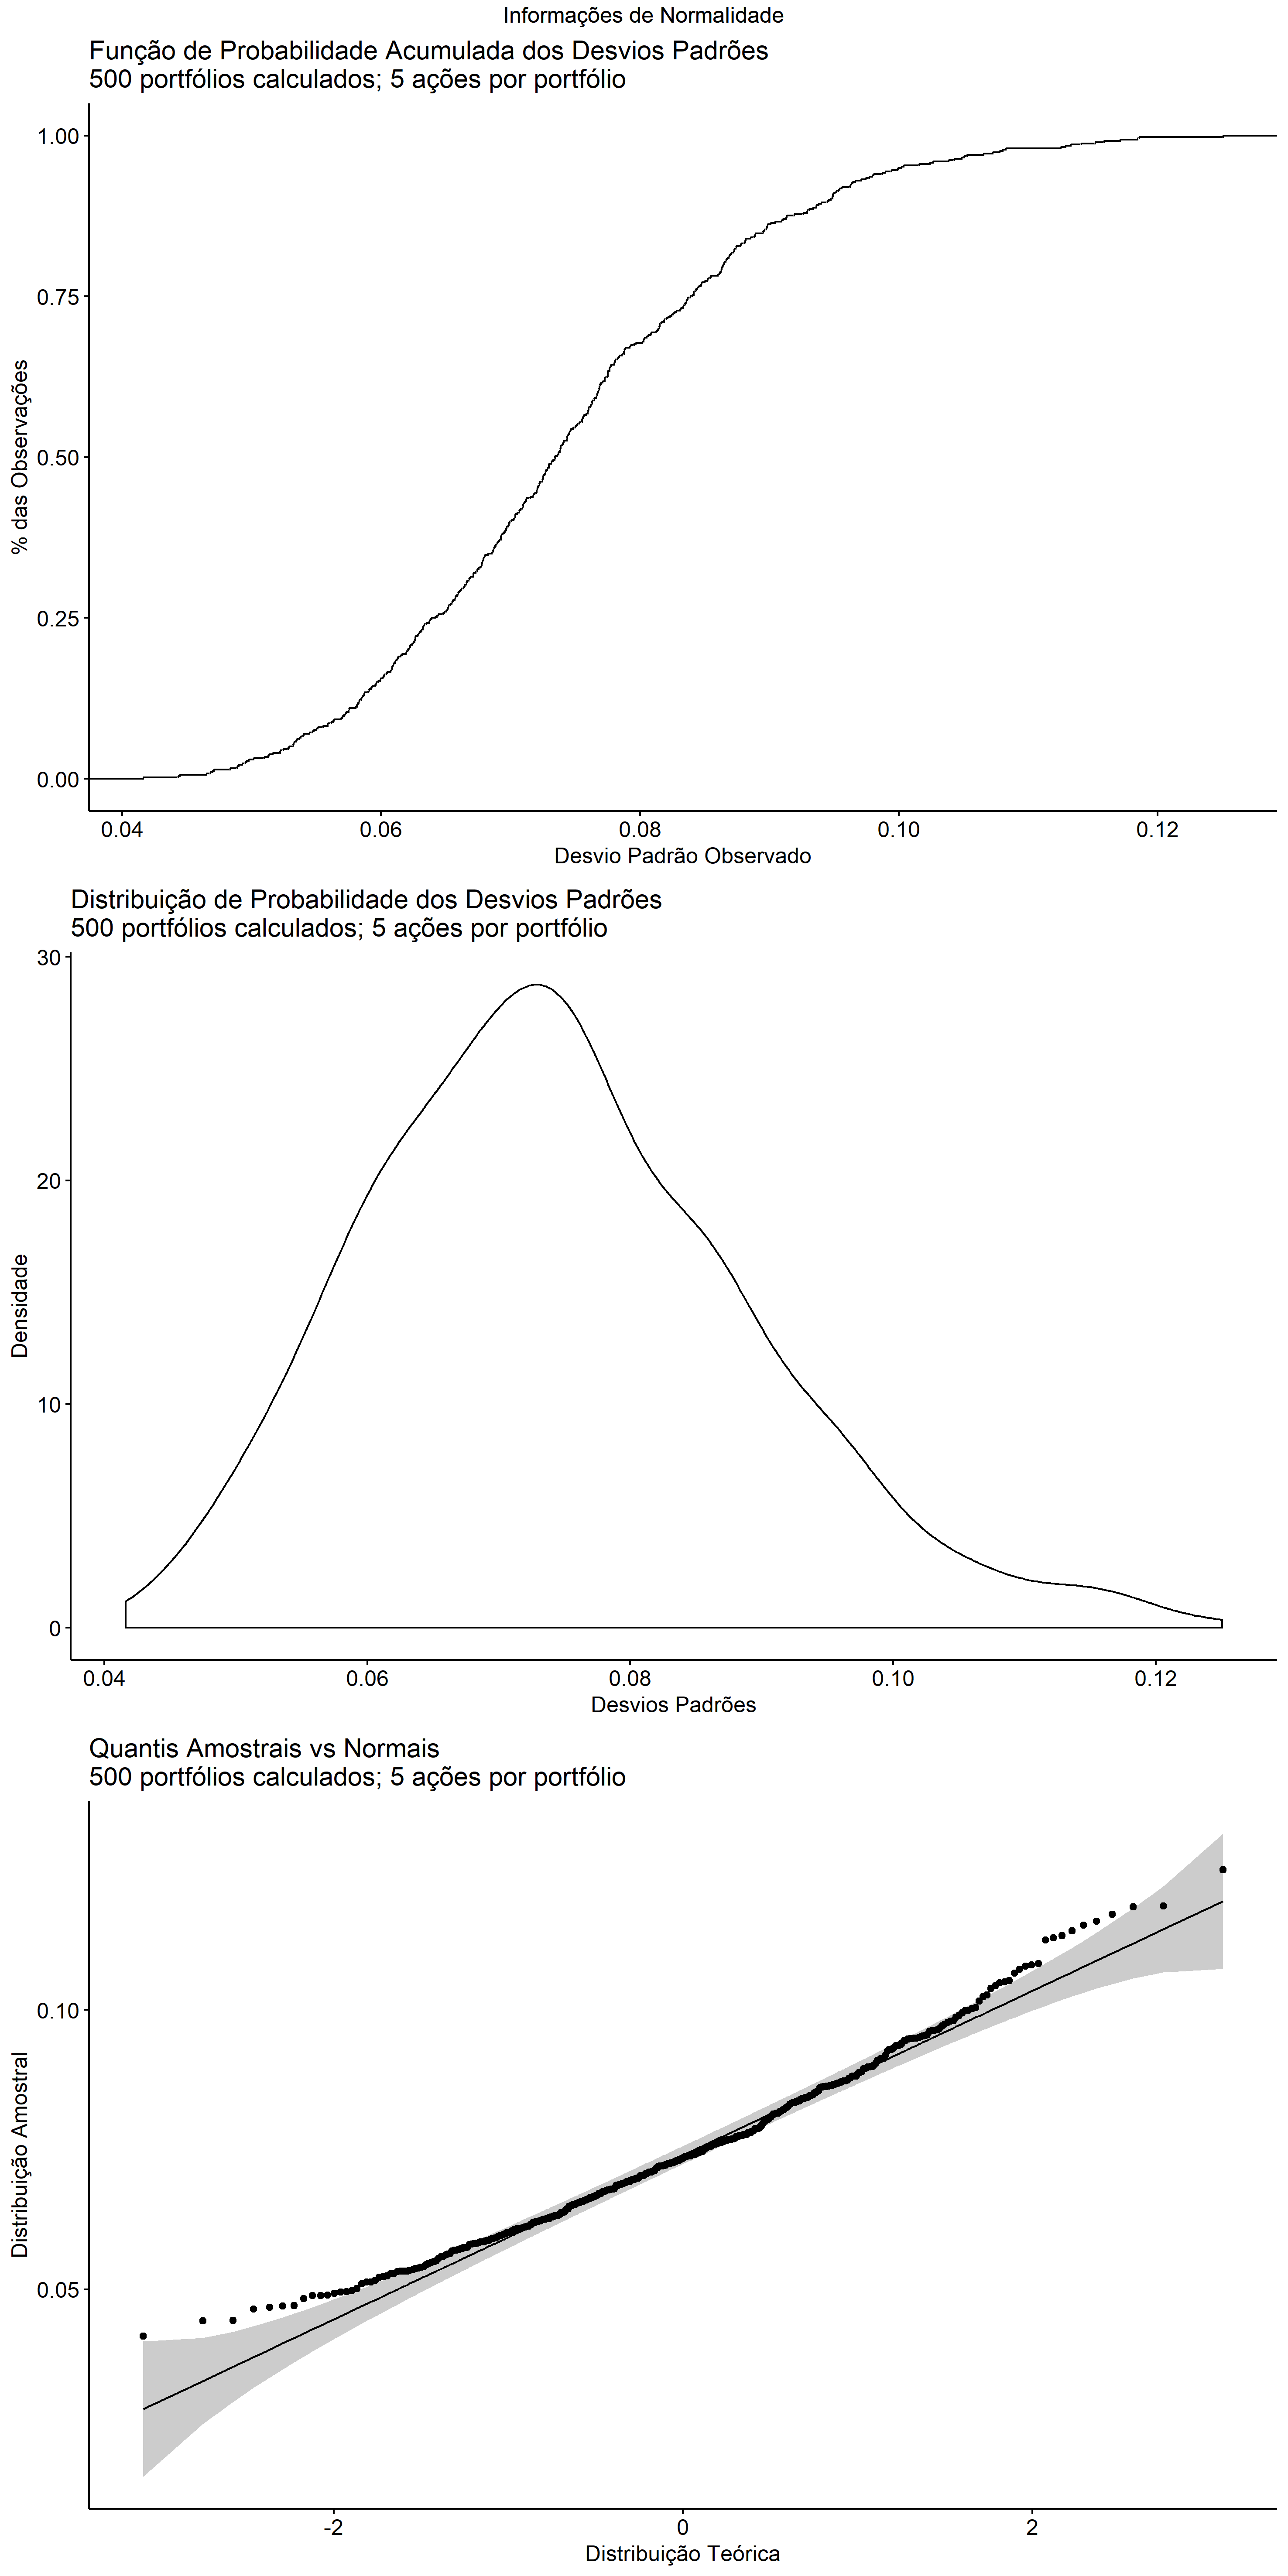 Informações de Normalidade
Função de Probabilidade Acumulada dos Desvios Padrões
500 portfólios calculados; 5 ações por portfólio
1.00
0.75
0.50
0.25
0.00
% das Observações
0.04 0.06 0.08 0.10 0.12
Desvio Padrão Observado
Distribuição de Probabilidade dos Desvios Padrões
500 portfólios calculados; 5 ações por portfólio
30
20
10
0
Densidade
0.04 0.06 0.08 0.10 0.12
Desvios Padrões
Quantis Amostrais vs Normais
500 portfólios calculados; 5 ações por portfólio
0.10
0.05
Distribuição Amostral
-2 0 2
Distribuição Teórica